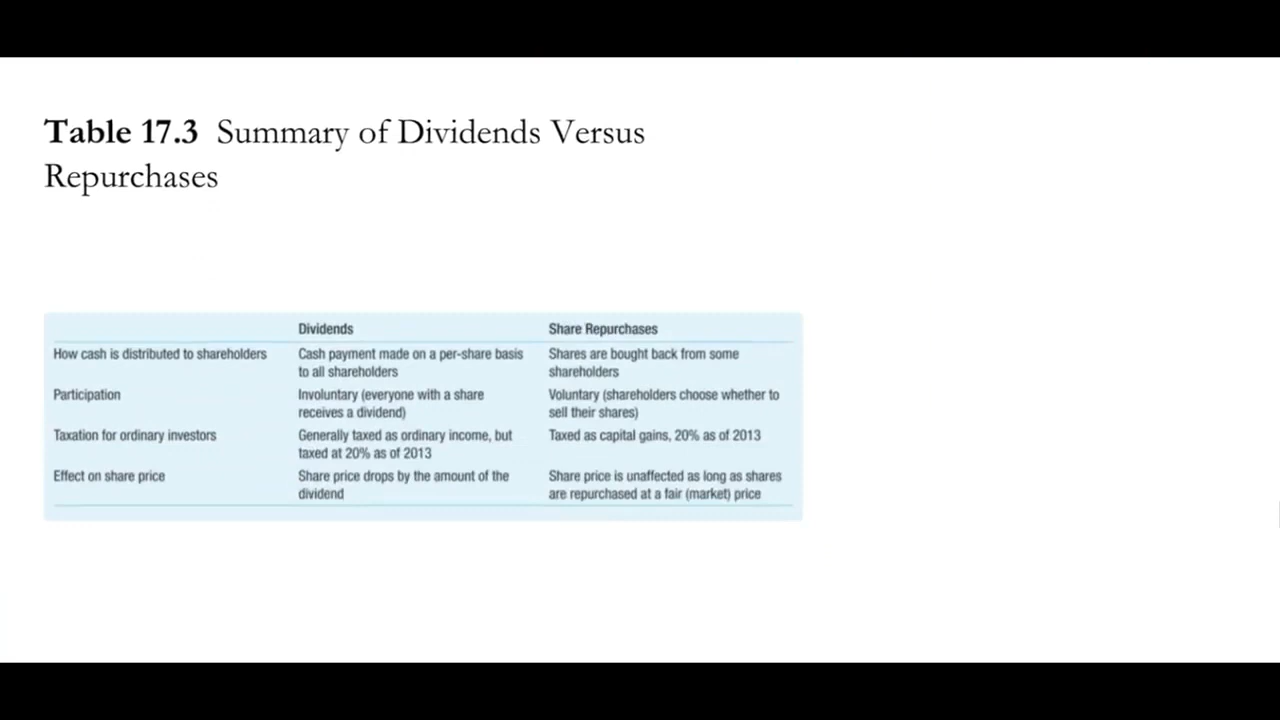 Table 17.3 Summary of Dividends Versus
Repurchases
Dividends Share Repurchases
How cash is distributed to shareholders Cash payment made on a per-share basis Shares are bought back from some
to all shareholders shareholders
Participation Involuntary (everyone with a share Voluntary (shareholders choose whether to
receives a dividend) sell their shares)
Taxation for ordinary investors Generally taxed as ordinary income, but Taxed as capital gains, 20% as of 2013
taxed at 20% as of 2013
Effect on share price Share price drops by the amount of the Share price is unaffected as long as shares
dividend are repurchased at a fair (market) price